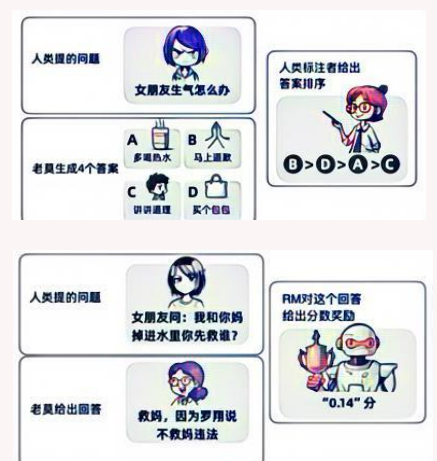 人类提的问题
女朋友生气怎么办
老莫生成4个答案
A
多喝热水
B
马上道歉
C
讲讲道理
D
买个包包
人类标注者给出
答案排序
B>D>A>C
人类提的问题
女朋友问：我和你妈
掉进水里你先救谁？
老莫给出回答
救妈，因为罗翔说
不救妈违法
RM对这个回答
给出分数奖励
“0.14”分